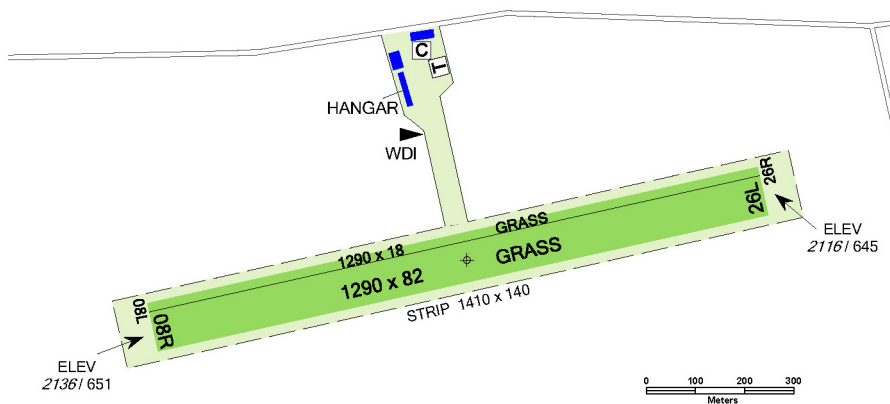 C
T
HANGAR
WDI
26R
26L
GRASS
ELEV
2116 / 645
1290 x 18
GRASS
1290 x 82
STRIP 1410 x 140
08L
08R
ELEV
2136 / 651
0 100 200 300
Meters